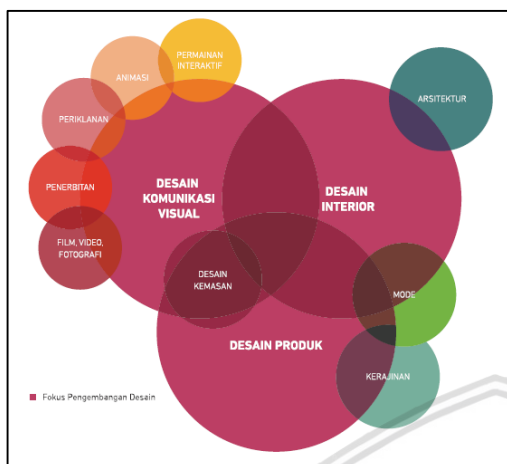 PERMAINAN
INTERAKTIF
ANIMASI
ARSITEKTUR
PERIKLANAN
PENERBITAN
DESAIN
KOMUNIKASI
VISUAL
DESAIN
INTERIOR
FILM, VIDEO,
FOTOGRAFI
DESAIN
KEMASAN
MODE
DESAIN PRODUK
KERAJINAN
Fokus Pengembangan Desain